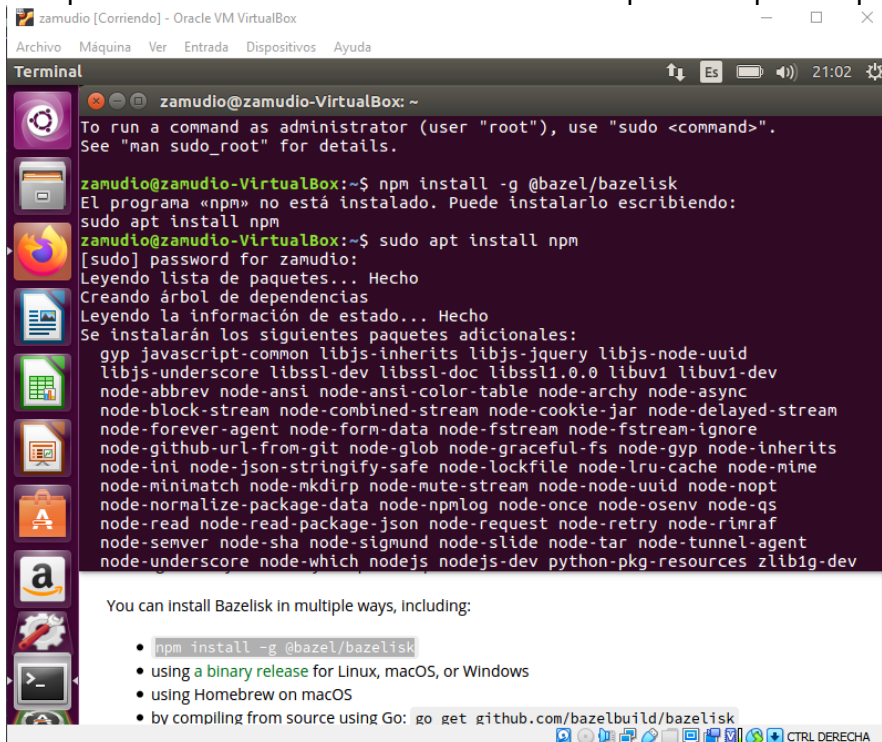 zamudio [Corriendo] - Oracle VM VirtualBox
Archivo Máquina Ver Entrada Dispositivos Ayuda
Terminal Es 21:02
zamudio@zamudio-VirtualBox: ~
To run a command as administrator (user "root"), use "sudo <command>".
See "man sudo_root" for details.
zamudio@zamudio-VirtualBox:~$ npm install -g @bazel/bazelisk
El programa «npm» no está instalado. Puede instalarlo escribiendo:
sudo apt install npm
zamudio@zamudio-VirtualBox:~$ sudo apt install npm
[sudo] password for zamudio:
Leyendo lista de paquetes... Hecho
Creando árbol de dependencias
Leyendo la información de estado... Hecho
Se instalarán los siguientes paquetes adicionales:
gyp javascript-common libjs-inherits libjs-jquery libjs-node-uuid
libjs-underscore libssl-dev libssl-doc libssl1.0.0 libuv1 libuv1-dev
node-abbrev node-ansi node-ansi-color-table node-archy node-async
node-block-stream node-combined-stream node-cookie-jar node-delayed-stream
node-forever-agent node-form-data node-fstream node-fstream-ignore
node-github-url-from-git node-glob node-graceful-fs node-gyp node-inherits
node-ini node-json-stringify-safe node-lockfile node-lru-cache node-mime
node-minimatch node-mkdirp node-mute-stream node-node-uuid node-nopt
node-normalize-package-data node-npmlog node-once node-osenv node-qs
node-read node-read-package-json node-request node-retry node-rimraf
node-semver node-sha node-sigmund node-slide node-tar node-tunnel-agent
node-underscore node-which nodejs nodejs-dev python-pkg-resources zlib1g-dev
You can install Bazelisk in multiple ways, including:
• npm install -g @bazel/bazelisk
• using a binary release for Linux, macOS, or Windows
• using Homebrew on macOS
• by compiling from source using Go: go get github.com/bazelbuild/bazelisk
CTRL DERECHA